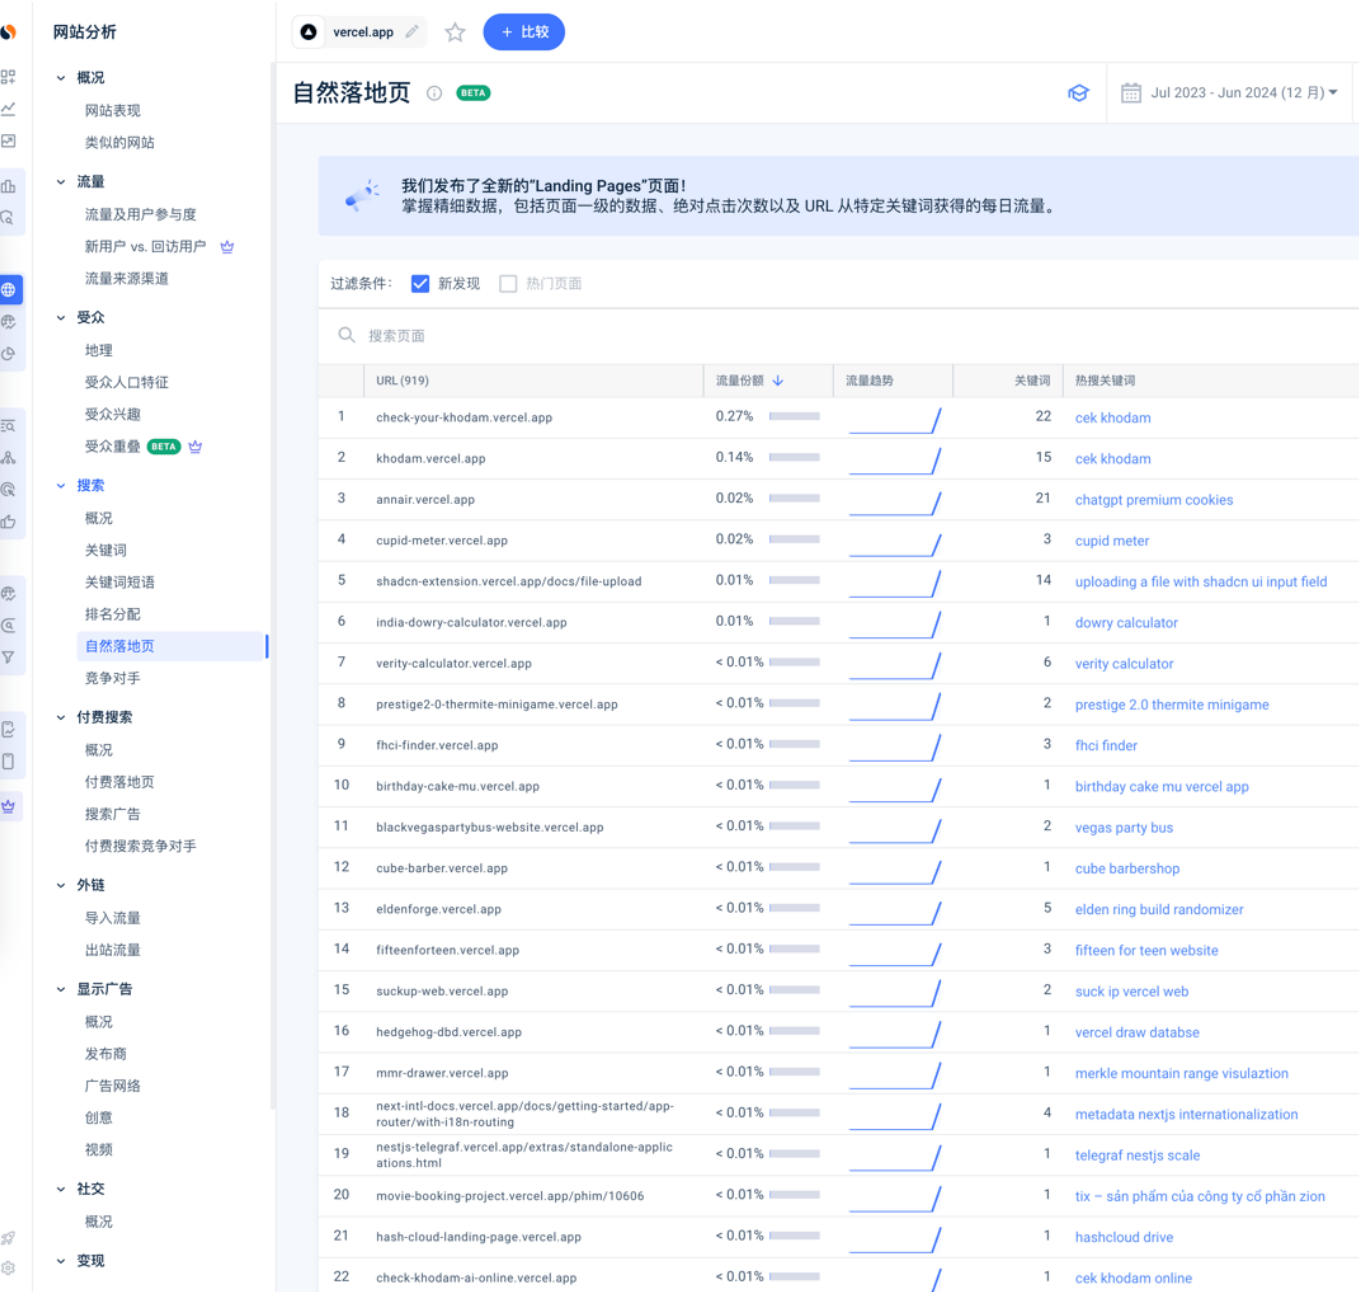 网站分析
概况
网站表现
类似的网站
流量
流量及用户参与度
新用户 vs. 回访用户
流量来源渠道
受众
地理
受众人口特征
受众兴趣
受众重叠 BETA
搜索
概况
关键词
关键词短语
排名分配
自然落地页
竞争对手
付费搜索
概况
付费落地页
搜索广告
付费搜索竞争对手
外链
导入流量
出站流量
显示广告
概况
发布商
广告网络
创意
视频
社交
概况
变现
vercel.app
+ 比较
自然落地页 BETA
Jul 2023 - Jun 2024 (12 月)
我们发布了全新的“Landing Pages”页面！
掌握精细数据，包括页面一级的数据、绝对点击次数以及 URL 从特定关键词获得的每日流量。
过滤条件： 新发现 热门页面
搜索页面
URL (919) 流量份额 流量趋势 关键词 热搜关键词
1 check-your-khodam.vercel.app 0.27% 22 cek khodam
2 khodam.vercel.app 0.14% 15 cek khodam
3 annair.vercel.app 0.02% 21 chatgpt premium cookies
4 cupid-meter.vercel.app 0.02% 3 cupid meter
5 shadcn-extension.vercel.app/docs/file-upload 0.01% 14 uploading a file with shadcn ui input field
6 india-dowry-calculator.vercel.app 0.01% 1 dowry calculator
7 verity-calculator.vercel.app < 0.01% 6 verity calculator
8 prestige2-0-thermite-minigame.vercel.app < 0.01% 2 prestige 2.0 thermite minigame
9 fhci-finder.vercel.app < 0.01% 3 fhci finder
10 birthday-cake-mu.vercel.app < 0.01% 1 birthday cake mu vercel app
11 blackvegaspartybus-website.vercel.app < 0.01% 2 vegas party bus
12 cube-barber.vercel.app < 0.01% 1 cube barbershop
13 eldenforge.vercel.app < 0.01% 5 elden ring build randomizer
14 fifteenforteen.vercel.app < 0.01% 3 fifteen for teen website
15 suckup-web.vercel.app < 0.01% 2 suck ip vercel web
16 hedgehog-dbd.vercel.app < 0.01% 1 vercel draw databse
17 mmr-drawer.vercel.app < 0.01% 1 merkle mountain range visulaztion
18 next-intl-docs.vercel.app/docs/getting-started/app-
router/with-i18n-routing < 0.01% 4 metadata nextjs internationalization
19 nestjs-telegraf.vercel.app/extras/standalone-applic
ations.html < 0.01% 1 telegraf nestjs scale
20 movie-booking-project.vercel.app/phim/10606 < 0.01% 1 tix – sản phẩm của công ty cổ phần zion
21 hash-cloud-landing-page.vercel.app < 0.01% 1 hashcloud drive
22 check-khodam-ai-online.vercel.app < 0.01% 1 cek khodam online